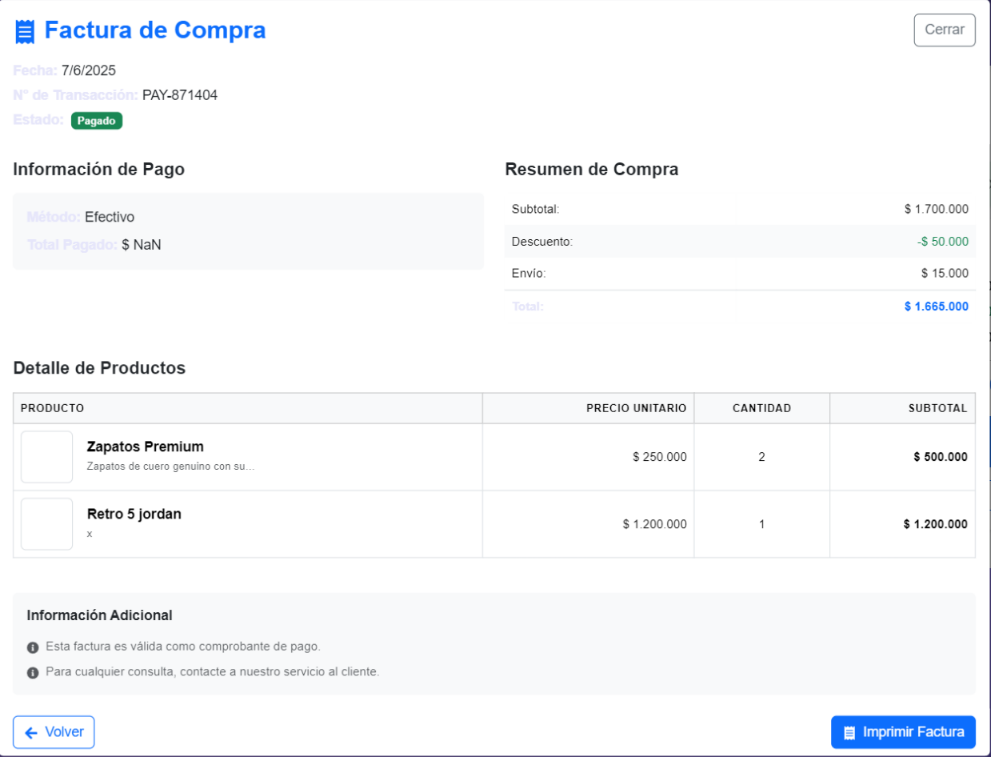 Factura de Compra
Cerrar
Fecha: 7/6/2025
N° de Transacción: PAY-871404
Estado: Pagado
Información de Pago
Método: Efectivo
Total Pagado: $ NaN
Resumen de Compra
Subtotal: $ 1.700.000
Descuento: -$ 50.000
Envío: $ 15.000
Total: $ 1.665.000
Detalle de Productos
PRODUCTO PRECIO UNITARIO CANTIDAD SUBTOTAL
Zapatos Premium
Zapatos de cuero genuino con su...
$ 250.000 2 $ 500.000
Retro 5 jordan
x
$ 1.200.000 1 $ 1.200.000
Información Adicional
Esta factura es válida como comprobante de pago.
Para cualquier consulta, contacte a nuestro servicio al cliente.
Volver
Imprimir Factura